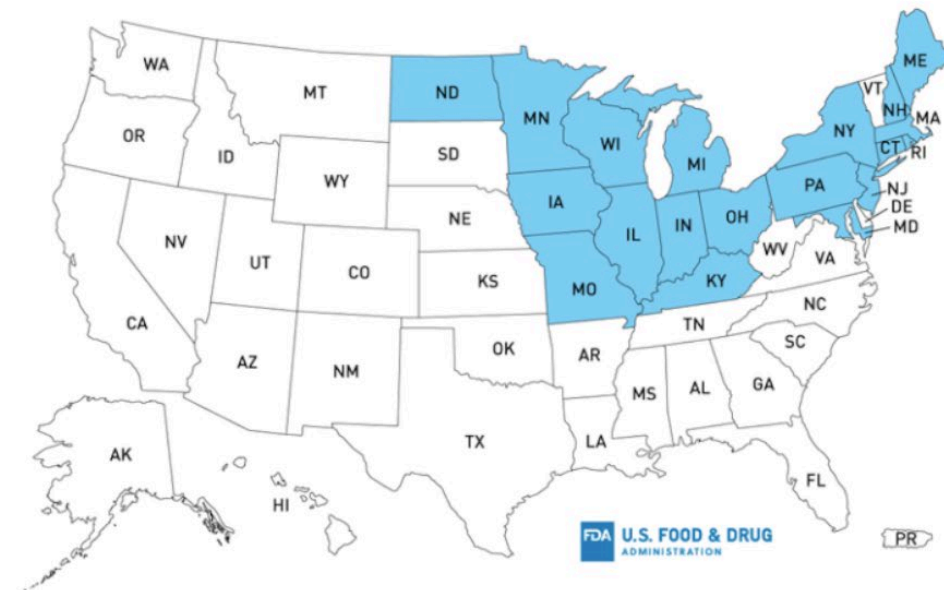 WA
MT
ND
MN
ME
VT
NH
MA
OR
ID
SD
WI
MI
NY
CT
RI
WY
IA
PA
NJ
NE
DE
NV
UT
CO
IL
IN
OH
MD
WV
VA
KS
MO
KY
CA
NC
TN
AZ
NM
OK
AR
SC
MS
AL
GA
TX
LA
AK
HI
FL
FDA
U.S. FOOD & DRUG
ADMINISTRATION
PR